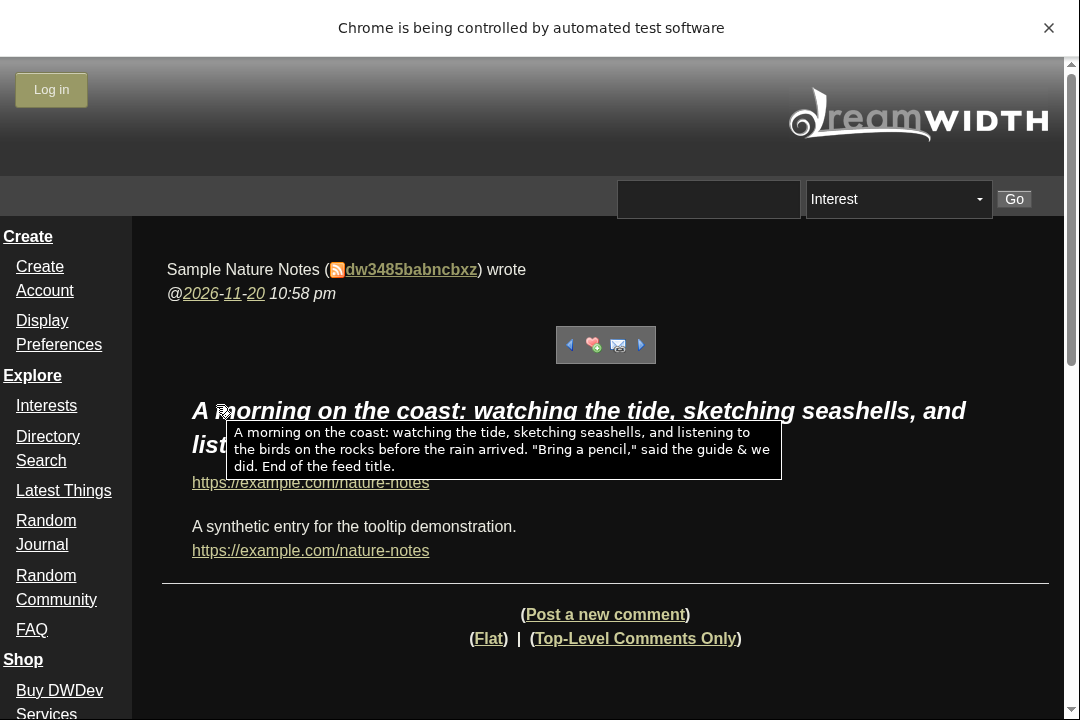 Chrome is being controlled by automated test software
Log in
dreamWIDTH
Interest
Go
Create
Create
Account
Display
Preferences
Explore
Interests
Directory
Search
Latest Things
Random
Journal
Random
Community
FAQ
Shop
Buy DWDev
Services
Sample Nature Notes (dw3485babncbxz) wrote
@2026-11-20 10:58 pm
A morning on the coast: watching the tide, sketching seashells, and
list
A morning on the coast: watching the tide, sketching seashells, and listening to
the birds on the rocks before the rain arrived. "Bring a pencil," said the guide & we
did. End of the feed title.
https://example.com/nature-notes
A synthetic entry for the tooltip demonstration.
https://example.com/nature-notes
(Post a new comment)
(Flat) | (Top-Level Comments Only)